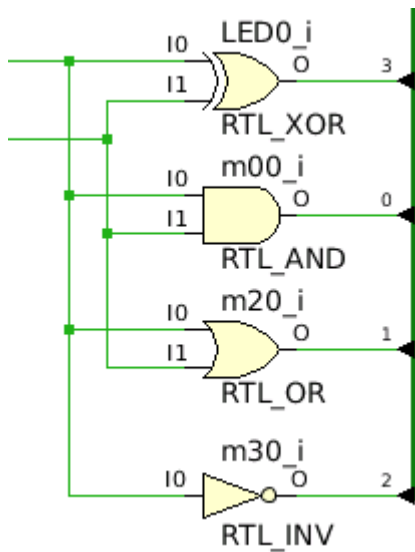 LED0_i
I0
O
3
I1
RTL_XOR
m00_i
I0
O
0
I1
RTL_AND
m20_i
I0
O
1
I1
RTL_OR
m30_i
I0
O
2
RTL_INV